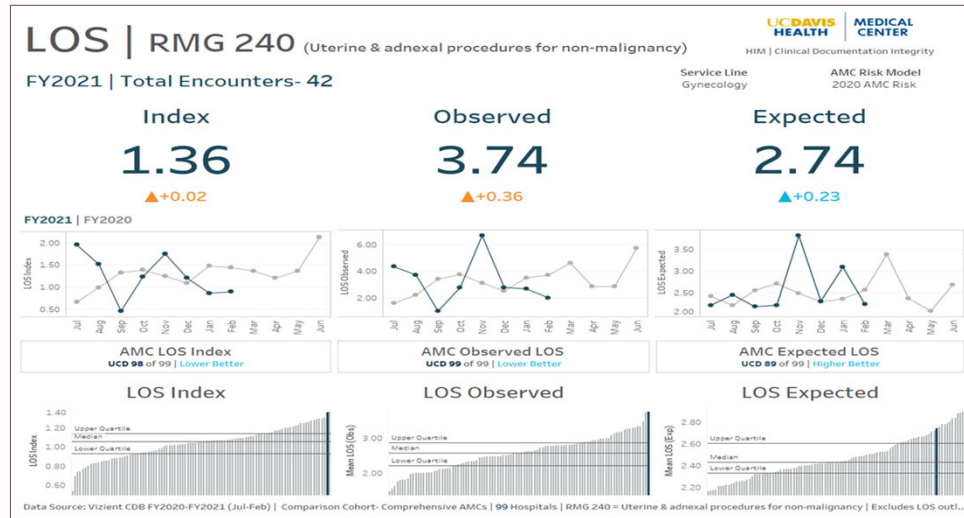 LOS | RMG 240 (Uterine & adnexal procedures for non-malignancy)
UCDAVIS HEALTH | MEDICAL CENTER
HIM | Clinical Documentation Integrity
FY2021 | Total Encounters- 42
Service Line
Gynecology
AMC Risk Model
2020 AMC Risk
Index
Observed
Expected
1.36
3.74
2.74
▲+0.02
▲+0.36
▲+0.23
FY2021 | FY2020
LOS Index
2.00
1.50
1.00
0.50
Jul Aug Sep Oct Nov Dec Jan Feb Mar Apr May Jun
LOS Observed
6.00
4.00
2.00
Jul Aug Sep Oct Nov Dec Jan Feb Mar Apr May Jun
LOS Expected
3.50
3.00
2.50
2.00
Jul Aug Sep Oct Nov Dec Jan Feb Mar Apr May Jun
AMC LOS Index
UCD 98 of 99 | Lower Better
AMC Observed LOS
UCD 99 of 99 | Lower Better
AMC Expected LOS
UCD 89 of 99 | Higher Better
LOS Index
LOS Index
1.40
1.20
1.00
0.80
0.60
Upper Quartile
Median
Lower Quartile
LOS Observed
Mean LOS (Obs)
3.00
2.00
Upper Quartile
Median
Lower Quartile
LOS Expected
Mean LOS (Exp)
2.80
2.60
2.40
2.20
Upper Quartile
Median
Lower Quartile
Data Source: Vizient CDB FY2020-FY2021 (Jul-Feb) | Comparison Cohort- Comprehensive AMCs | 99 Hospitals | RMG 240 = Uterine & adnexal procedures for non-malignancy | Excludes LOS outl...